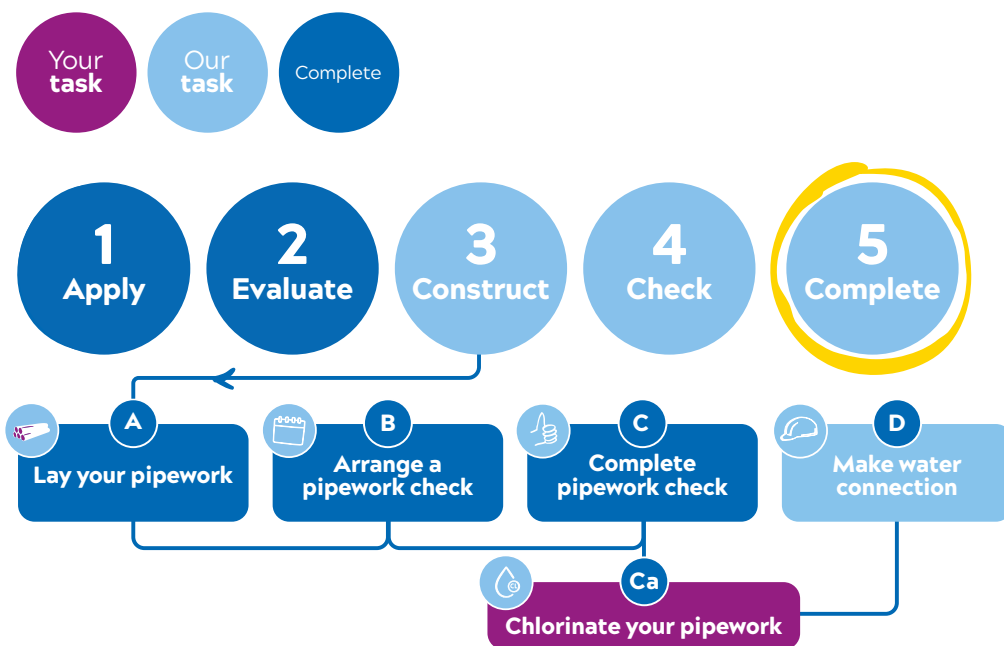 Your
task
Our
task
Complete
1
Apply
2
Evaluate
3
Construct
4
Check
5
Complete
A
Lay your pipework
B
Arrange a
pipework check
C
Complete
pipework check
D
Make water
connection
Ca
Chlorinate your pipework